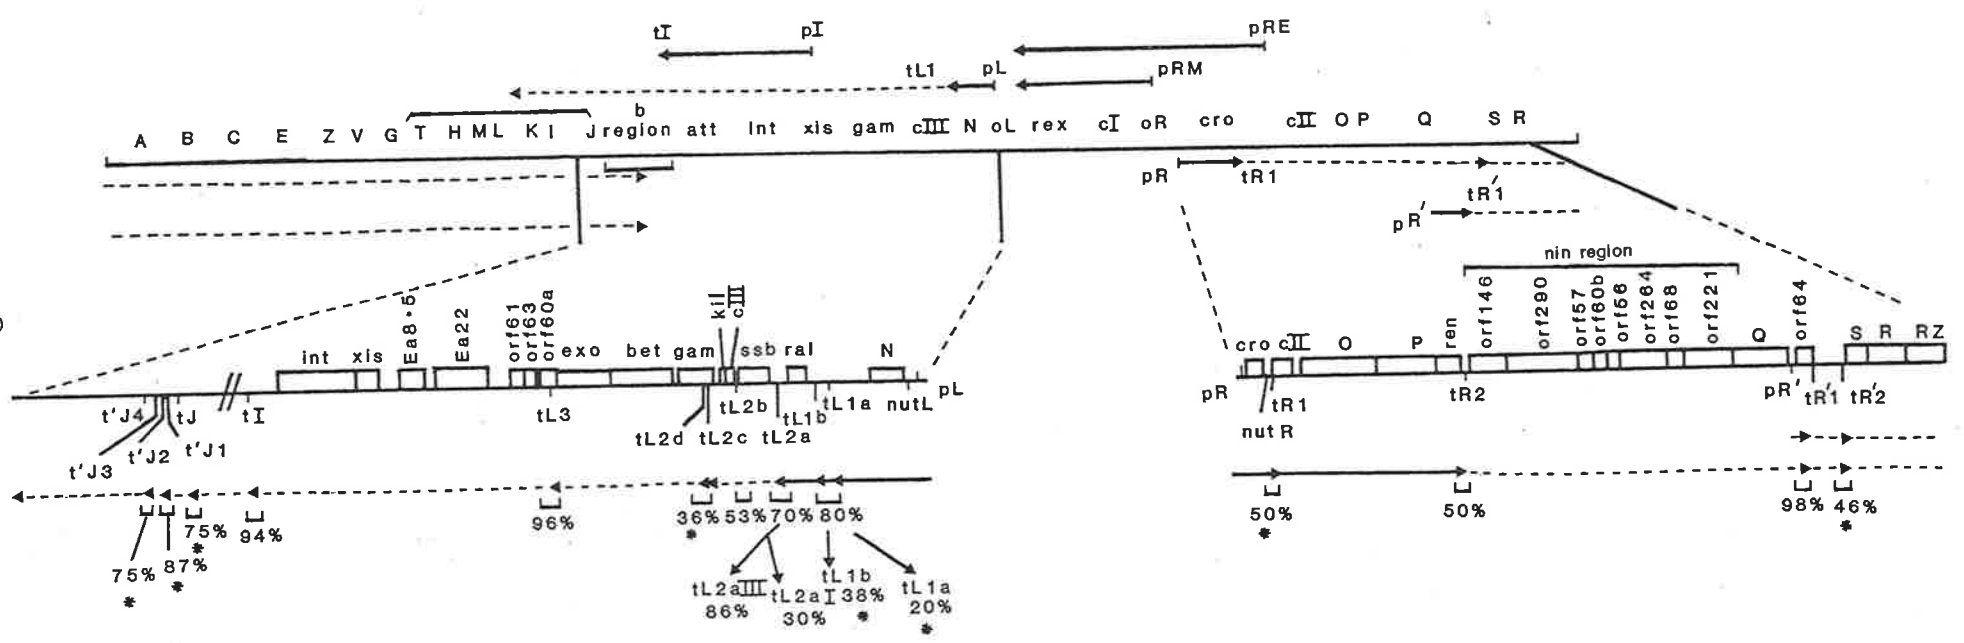 tI pI pRE
tL1 pL pRM
b
A B C E Z V G T H M L K I J region att Int xis gam cIII N oL rex cI oR cro cII O P Q S R
pR tR1 tR'1
pR'
nin region
Ea8·5 Ea22 orf61 orf63 orf60a kil cIII ren orf146 orf290 orf57 orf60b orf56 orf264 orf68 orf221 orf64
int xis exo bet gam ssb ral N
cro cII O P Q S R RZ
t'J4 tJ tI tL3 tL2b tL1b tL1a nutL pL
pR tR1 tR2 pR' tR'1 tR'2
t'J3 t'J2 t'J1 tL2d tL2c tL2a
nut R
75% 87% 75% 94% 96% 36% 53% 70% 80%
* * * *
50% 50% 98% 46%
* *
tL2aIII tL2aI tL1b tL1a
86% 30% 38% 20%
* *